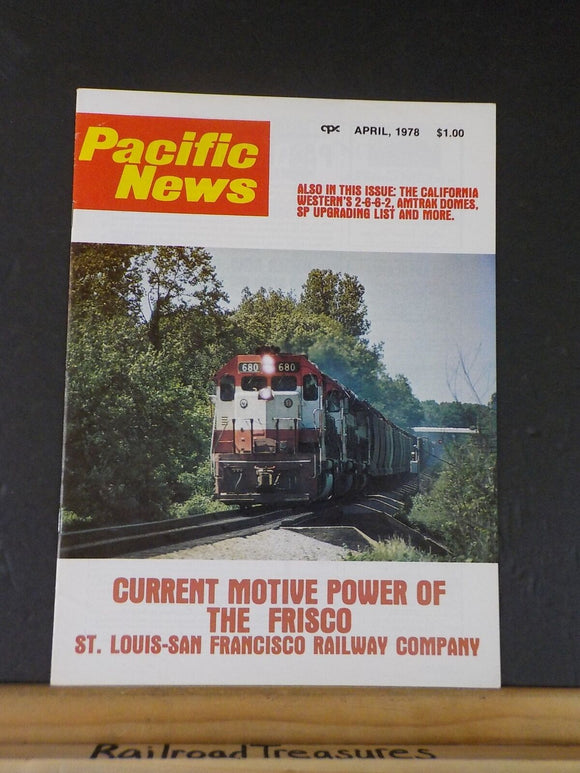 Pacific
News
cpc APRIL, 1978 $1.00
ALSO IN THIS ISSUE: THE CALIFORNIA
WESTERN'S 2-6-6-2, AMTRAK DOMES,
SP UPGRADING LIST AND MORE.
680 680
CURRENT MOTIVE POWER OF
THE FRISCO
ST. LOUIS-SAN FRANCISCO RAILWAY COMPANY
RailroadTreasures